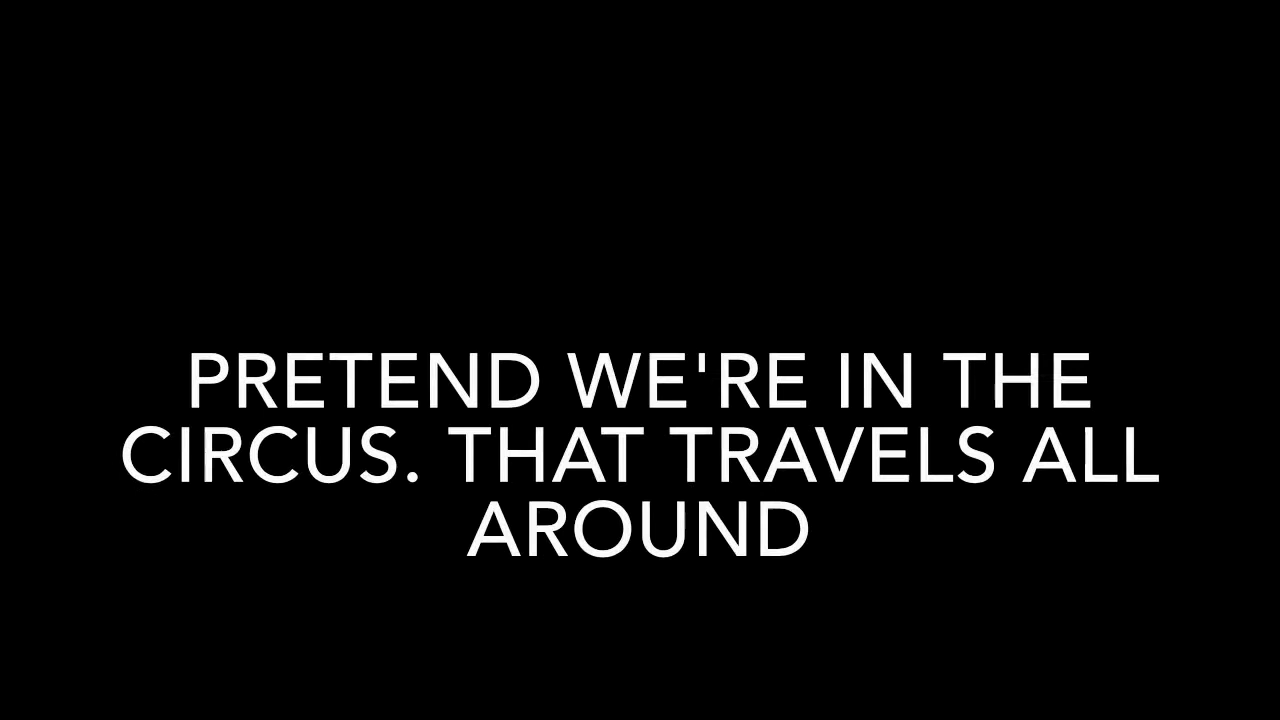 PRETEND WE'RE IN THE
CIRCUS. THAT TRAVELS ALL
AROUND